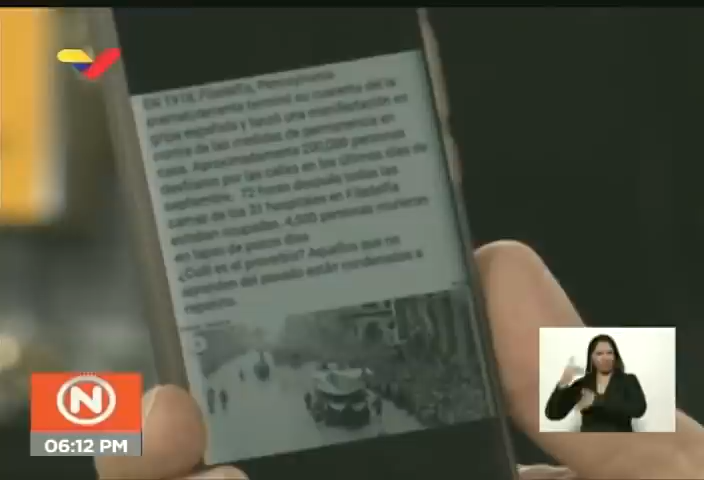 EN 1918, Filadelfia, Pennsylvania
prematuramente terminó su cuarentena
gripe española y lanzó una manifestación en
contra de las medidas de permanencia en
casa. Aproximadamente 200,000 personas
desfilaron por las calles en los últimos días de
septiembre. 72 horas después todas las
camas de los 31 hospitales en Filadelfia
estaban ocupadas. 4,500 personas murieron
en lapso de pocos días
¿Cuál es el proverbio? Aquellos que no
aprenden del pasado están condenados a
repetirlo.
N
06:12 PM